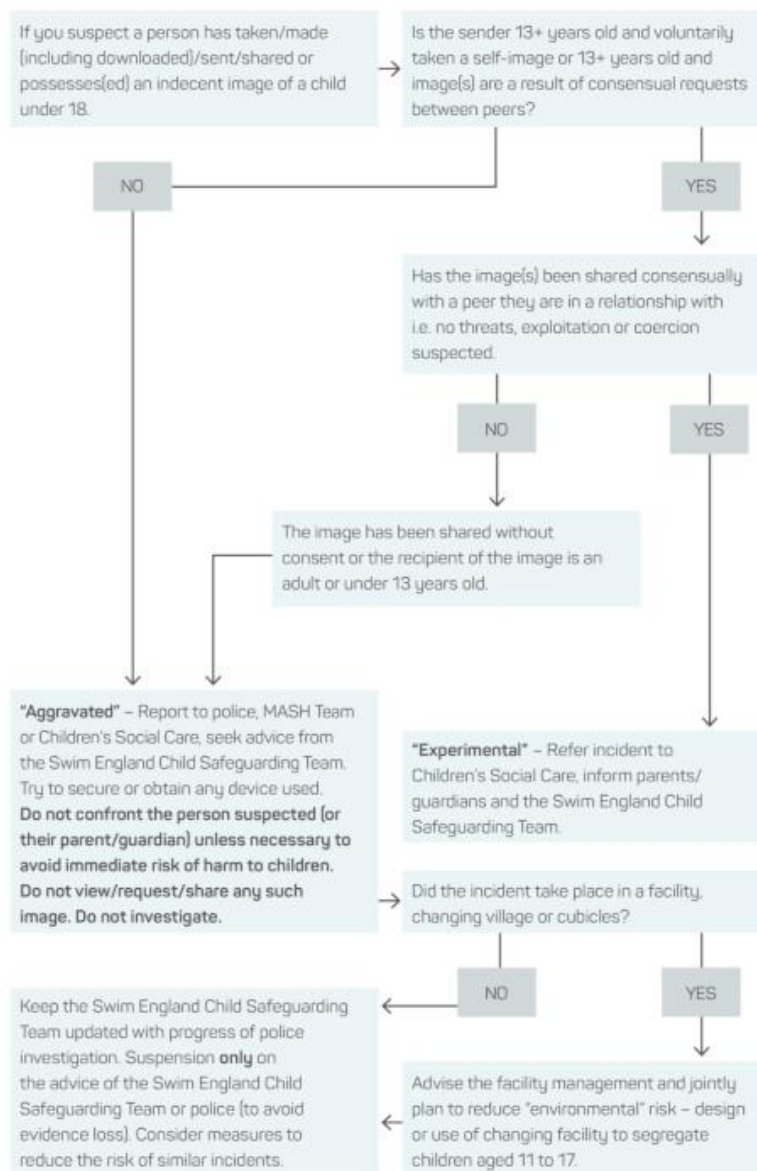 If you suspect a person has taken/made
(including downloaded)/sent/shared or
possesses(ed) an indecent image of a child
under 18.
Is the sender 13+ years old and voluntarily
taken a self-image or 13+ years old and
image(s) are a result of consensual requests
between peers?
NO
YES
Has the image(s) been shared consensually
with a peer they are in a relationship with
i.e. no threats, exploitation or coercion
suspected.
NO
YES
The image has been shared without
consent or the recipient of the image is an
adult or under 13 years old.
"Aggravated" – Report to police, MASH Team
or Children's Social Care, seek advice from
the Swim England Child Safeguarding Team.
Try to secure or obtain any device used.
Do not confront the person suspected (or
their parent/guardian) unless necessary to
avoid immediate risk of harm to children.
Do not view/request/share any such
image. Do not investigate.
"Experimental" – Refer incident to
Children's Social Care, inform parents/
guardians and the Swim England Child
Safeguarding Team.
Did the incident take place in a facility,
changing village or cubicles?
NO
YES
Keep the Swim England Child Safeguarding
Team updated with progress of police
investigation. Suspension only on
the advice of the Swim England Child
Safeguarding Team or police (to avoid
evidence loss). Consider measures to
reduce the risk of similar incidents.
Advise the facility management and jointly
plan to reduce "environmental" risk – design
or use of changing facility to segregate
children aged 11 to 17.